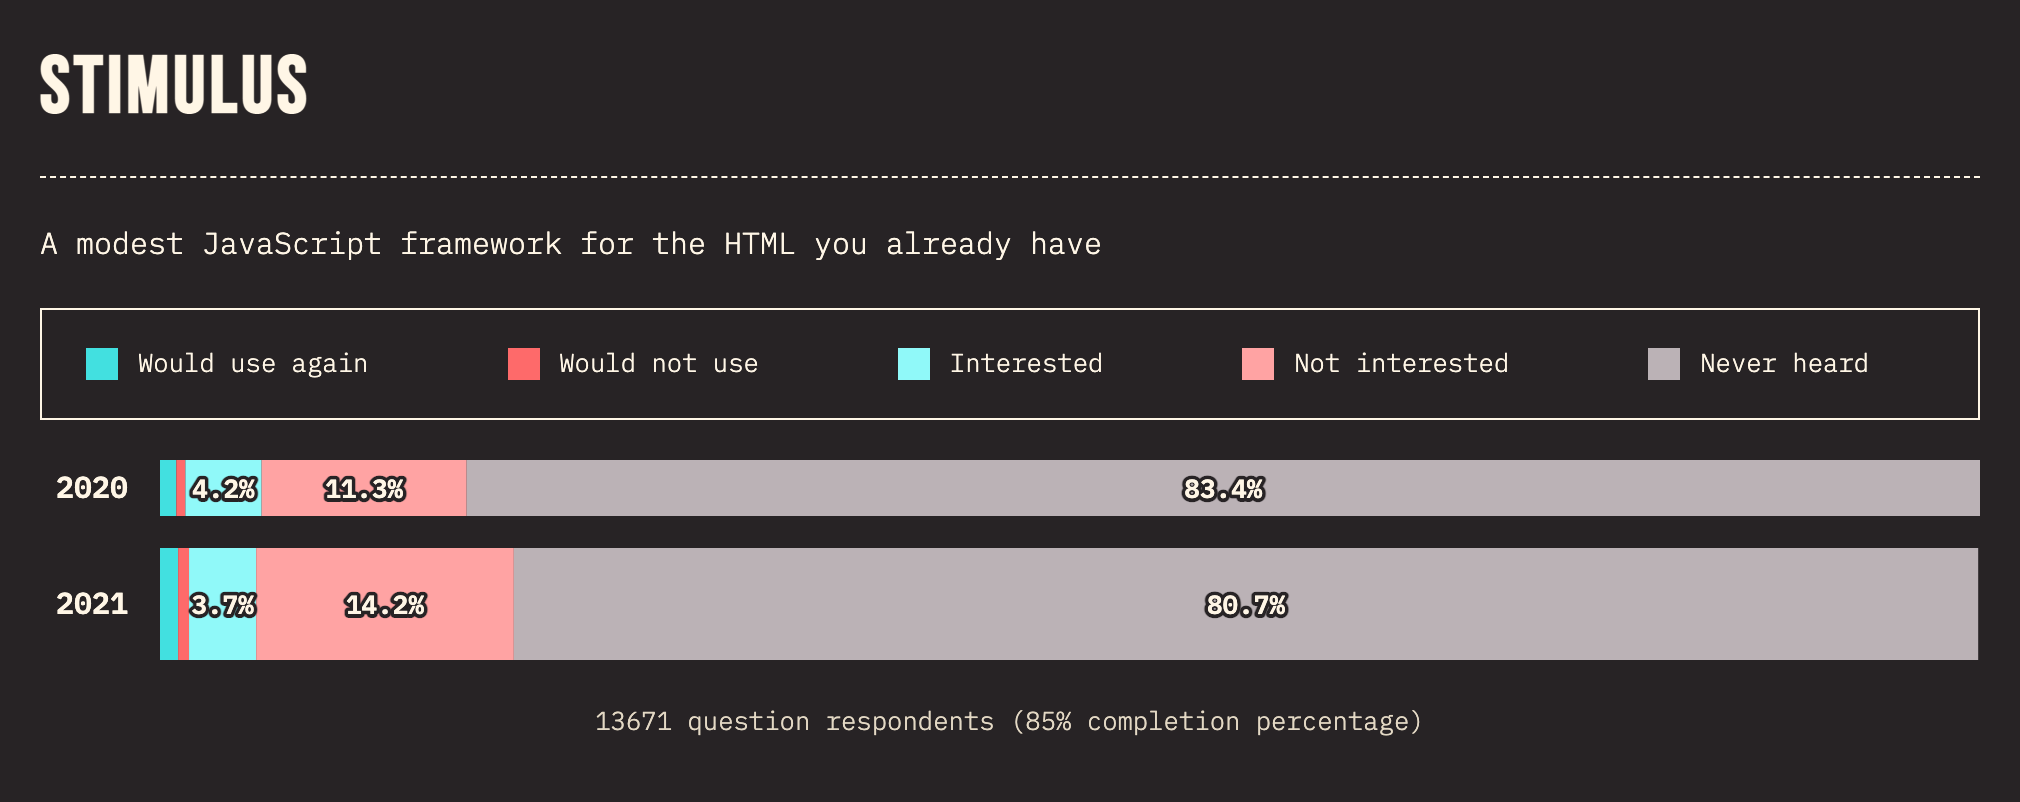 STIMULUS
A modest JavaScript framework for the HTML you already have
Would use again Would not use Interested Not interested Never heard
2020 4.2% 11.3% 83.4%
2021 3.7% 14.2% 80.7%
13671 question respondents (85% completion percentage)